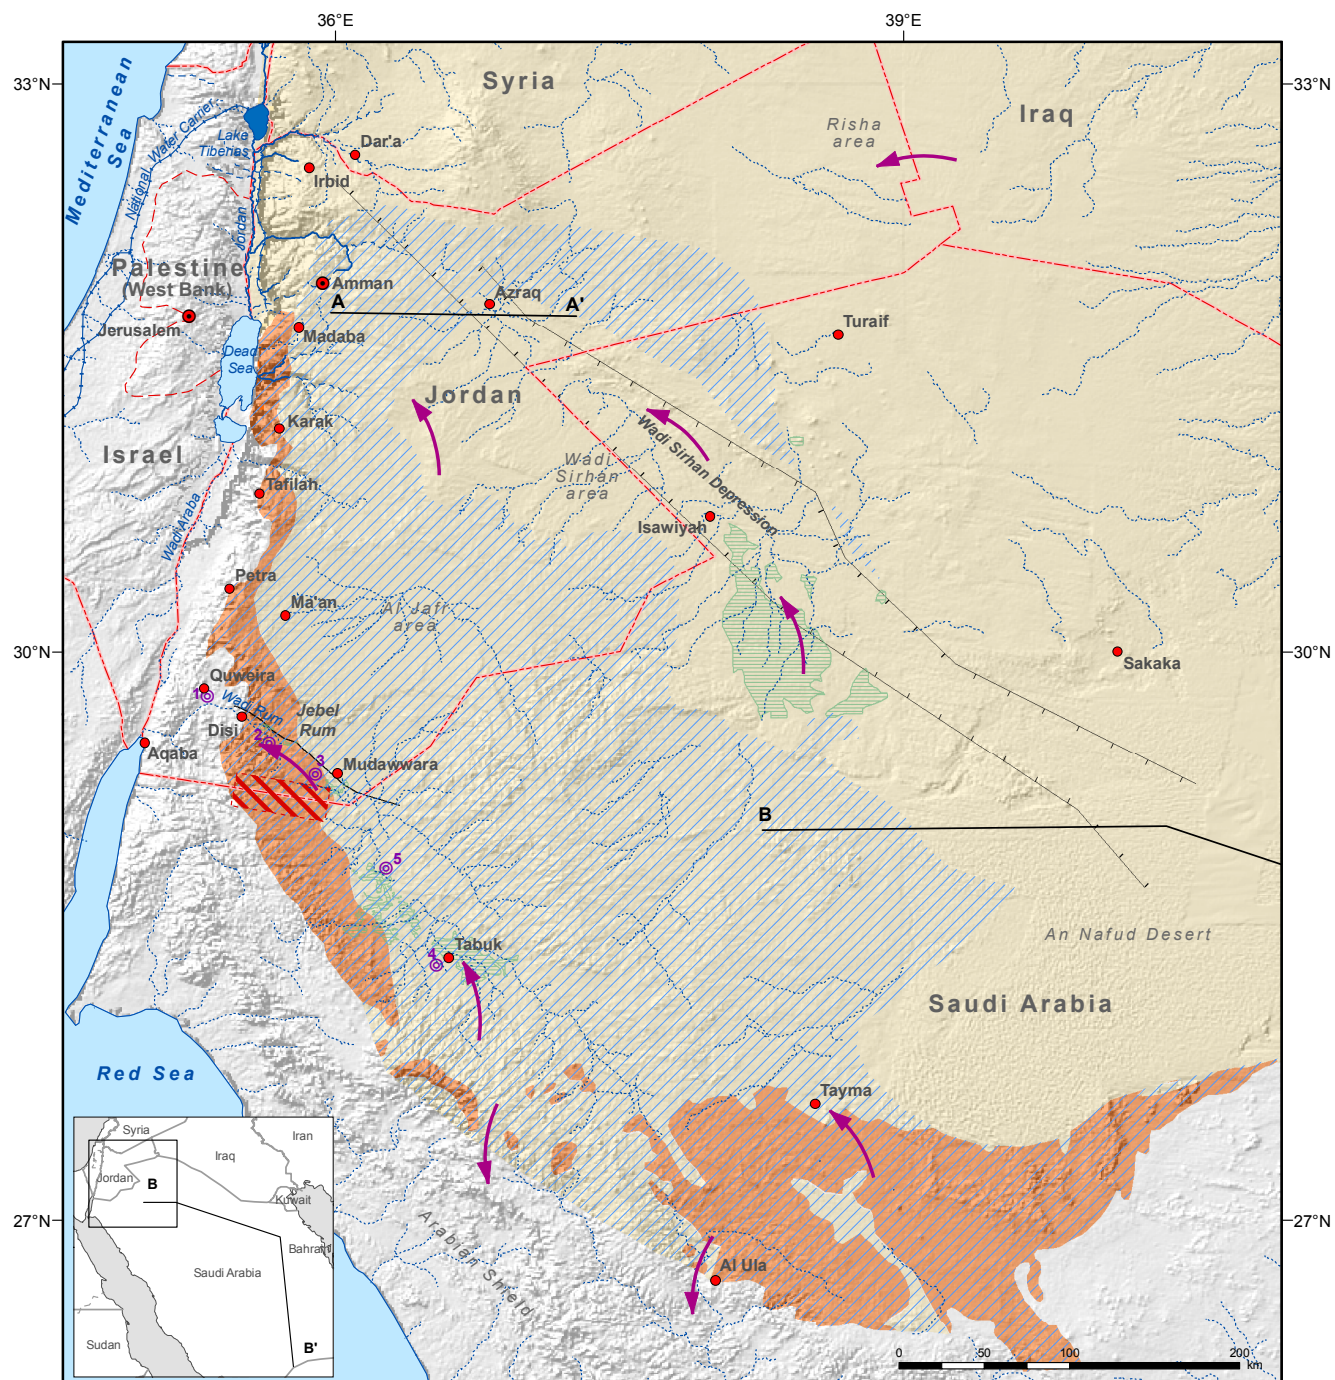 36°E
39°E
33°N
33°N
Mediterranean
Sea
National Water Carrier
Lake
Tiberias
Syria
Iraq
Risha
area
Dar'a
Irbid
Jordan
Palestine
(West Bank)
Amman
A
A'
Azraq
Jerusalem
Madaba
Turaif
Dead
Sea
Jordan
Karak
Israel
Wadi
Sirhan
area
Wadi Sirhan Depression
Tafilah
Isawiyah
Wadi Araba
Petra
Ma'an
Al Jafr
area
30°N
30°N
Sakaka
Quweira
1
Wadi Rum
Jebel
Rum
Disi
2
Aqaba
3
Mudawwara
B
5
An Nafud Desert
Tabuk
4
Saudi Arabia
Red Sea
Tayma
27°N
27°N
Arabian Shield
Al Ula
Syria
Iran
Iraq
Jordan
B
Kuwait
Bahrain
Saudi Arabia
Sudan
B'
0
50
100
200
km